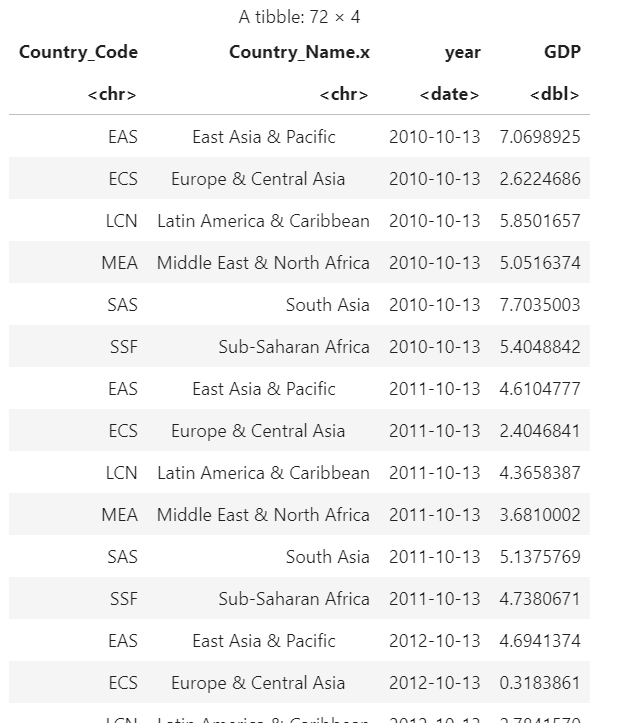 A tibble: 72 × 4
Country_Code Country_Name.x year GDP
<chr> <chr> <date> <dbl>
EAS East Asia & Pacific 2010-10-13 7.0698925
ECS Europe & Central Asia 2010-10-13 2.6224686
LCN Latin America & Caribbean 2010-10-13 5.8501657
MEA Middle East & North Africa 2010-10-13 5.0516374
SAS South Asia 2010-10-13 7.7035003
SSF Sub-Saharan Africa 2010-10-13 5.4048842
EAS East Asia & Pacific 2011-10-13 4.6104777
ECS Europe & Central Asia 2011-10-13 2.4046841
LCN Latin America & Caribbean 2011-10-13 4.3658387
MEA Middle East & North Africa 2011-10-13 3.6810002
SAS South Asia 2011-10-13 5.1375769
SSF Sub-Saharan Africa 2011-10-13 4.7380671
EAS East Asia & Pacific 2012-10-13 4.6941374
ECS Europe & Central Asia 2012-10-13 0.3183861
LCN Latin America & Caribbean 2012-10-13